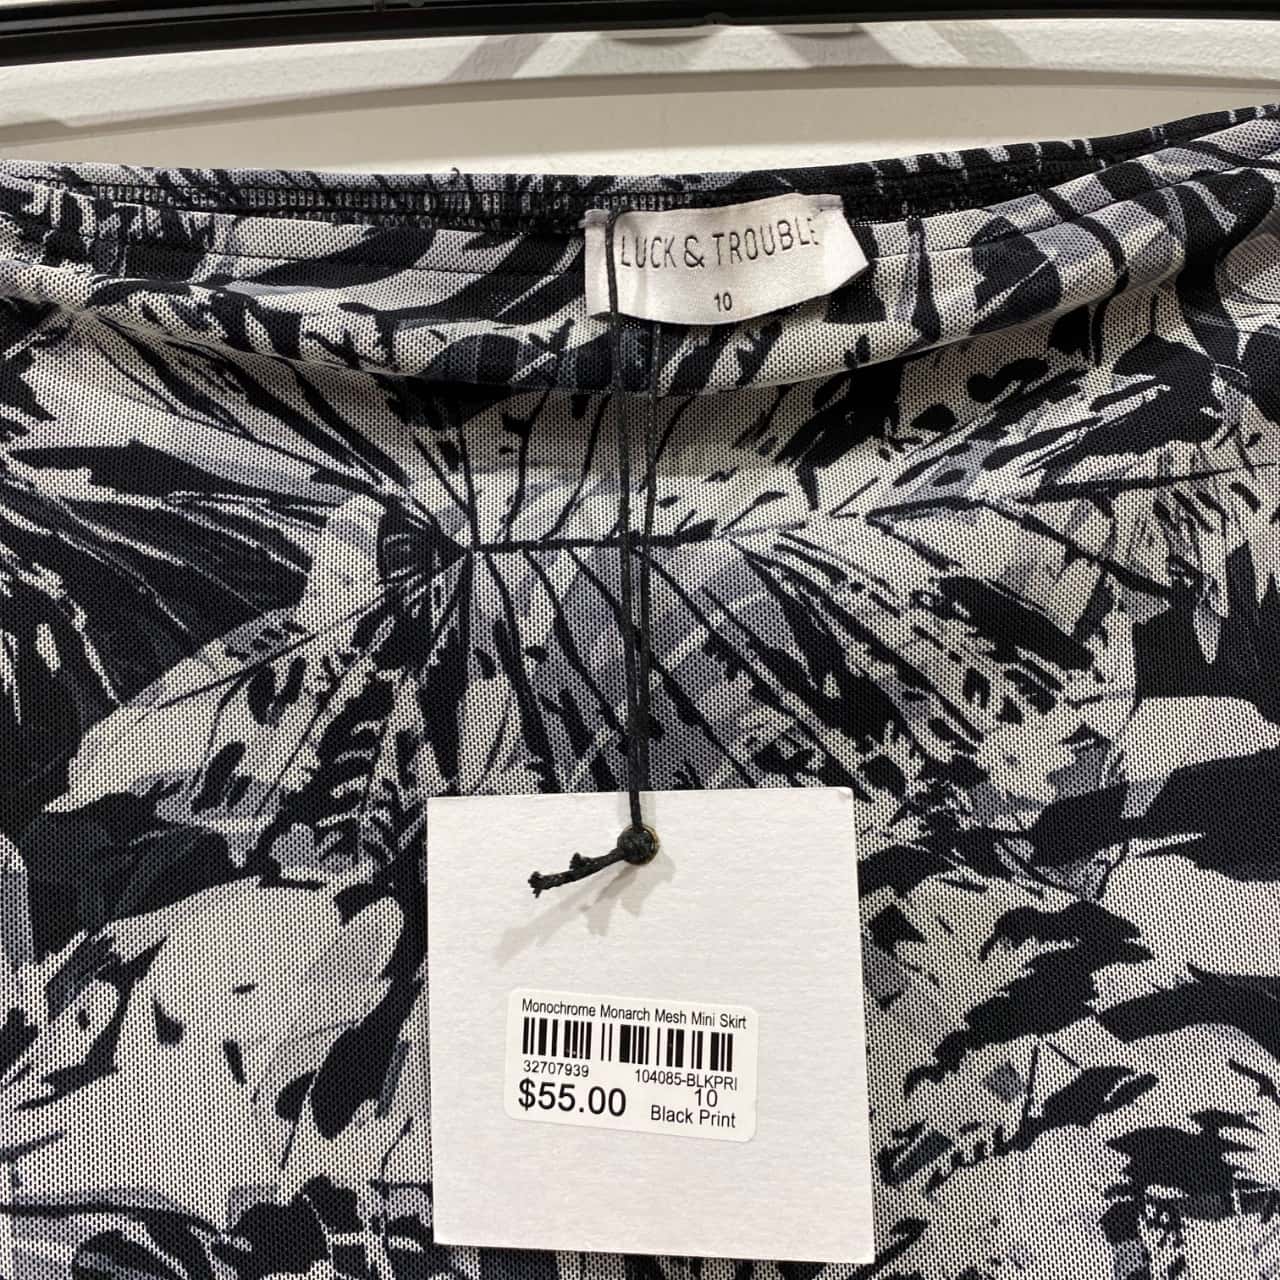 LUCK & TROUBLE
10
Monochrome Monarch Mesh Mini Skirt
32707939 104085-BLKPRI
$55.00 10
Black Print